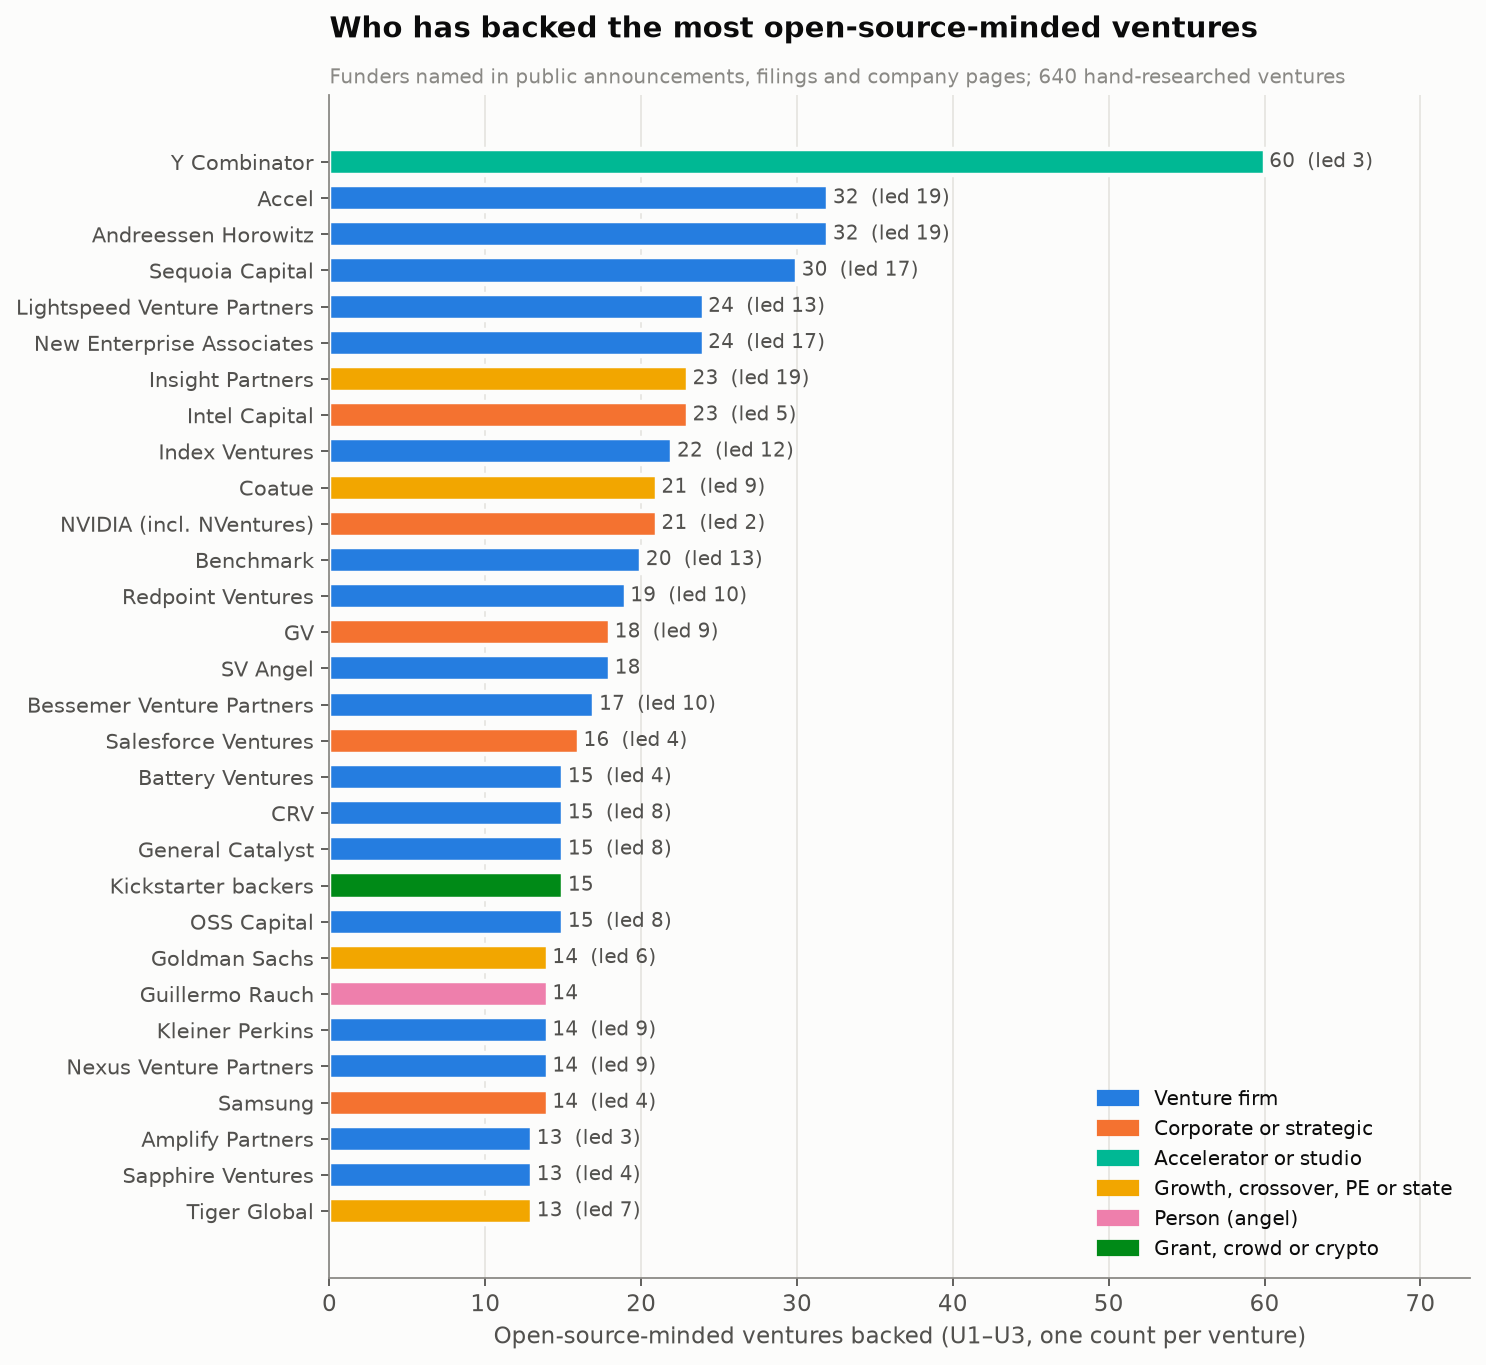 Who has backed the most open-source-minded ventures
Funders named in public announcements, filings and company pages; 640 hand-researched ventures
Y Combinator 60 (led 3)
Accel 32 (led 19)
Andreessen Horowitz 32 (led 19)
Sequoia Capital 30 (led 17)
Lightspeed Venture Partners 24 (led 13)
New Enterprise Associates 24 (led 17)
Insight Partners 23 (led 19)
Intel Capital 23 (led 5)
Index Ventures 22 (led 12)
Coatue 21 (led 9)
NVIDIA (incl. NVentures) 21 (led 2)
Benchmark 20 (led 13)
Redpoint Ventures 19 (led 10)
GV 18 (led 9)
SV Angel 18
Bessemer Venture Partners 17 (led 10)
Salesforce Ventures 16 (led 4)
Battery Ventures 15 (led 4)
CRV 15 (led 8)
General Catalyst 15 (led 8)
Kickstarter backers 15
OSS Capital 15 (led 8)
Goldman Sachs 14 (led 6)
Guillermo Rauch 14
Kleiner Perkins 14 (led 9)
Nexus Venture Partners 14 (led 9)
Samsung 14 (led 4)
Amplify Partners 13 (led 3)
Sapphire Ventures 13 (led 4)
Tiger Global 13 (led 7)
Venture firm
Corporate or strategic
Accelerator or studio
Growth, crossover, PE or state
Person (angel)
Grant, crowd or crypto
0 10 20 30 40 50 60 70
Open-source-minded ventures backed (U1–U3, one count per venture)